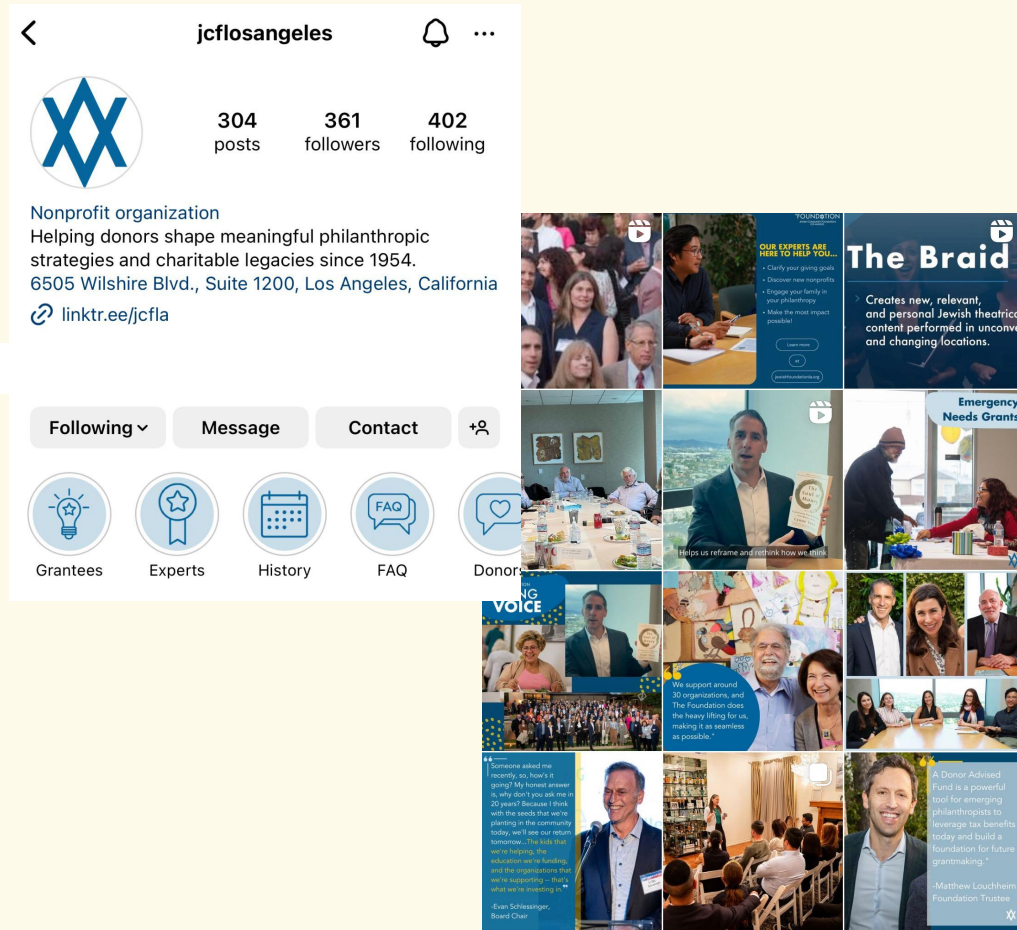 jcflosangeles
304
posts
361
followers
402
following
Nonprofit organization
Helping donors shape meaningful philanthropic
strategies and charitable legacies since 1954.
6505 Wilshire Blvd., Suite 1200, Los Angeles, California
linktr.ee/jcfla
Following
Message
Contact
Grantees
Experts
History
FAQ
FAQ
Donors
FOUNDATION
OUR EXPERTS ARE
HERE TO HELP YOU...
• Clarify your giving goals
• Discover new nonprofits
• Engage your family in
your philanthropy
• Make the most impact
possible!
Learn more
or
The Braid
Creates new, relevant,
and personal Jewish theatrica
content performed in unconve
and changing locations.
The
Soul of
Money
Helps us reframe and rethink how we think
Emergency
Needs Grants
NG
VOICE
We support around
30 organizations, and
The Foundation does
the heavy lifting for us,
making it as seamless
as possible."
Someone asked me
recently, so, how's it
going? My honest answer
is, why don't you ask me in
20 years? Because I think
with the seeds that we're
planting in the community
today, we'll see our return
tomorrow...The kids that
we're helping, the
education we're funding,
and the organizations that
we're supporting – that's
what we're investing in."
-Evan Schlessinger,
Board Chair
A Donor Advised
Fund is a powerful
tool for emerging
philanthropists to
leverage tax benefits
today and build a
foundation for future
grantmaking."
-Matthew Louchheim
Foundation Trustee